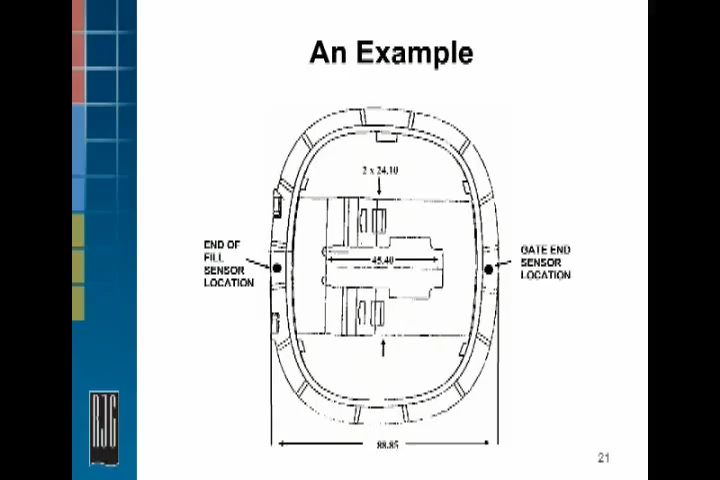 An Example
2 x 24.10
END OF
FILL
SENSOR
LOCATION
45.40
GATE END
SENSOR
LOCATION
88.85
RJG
21